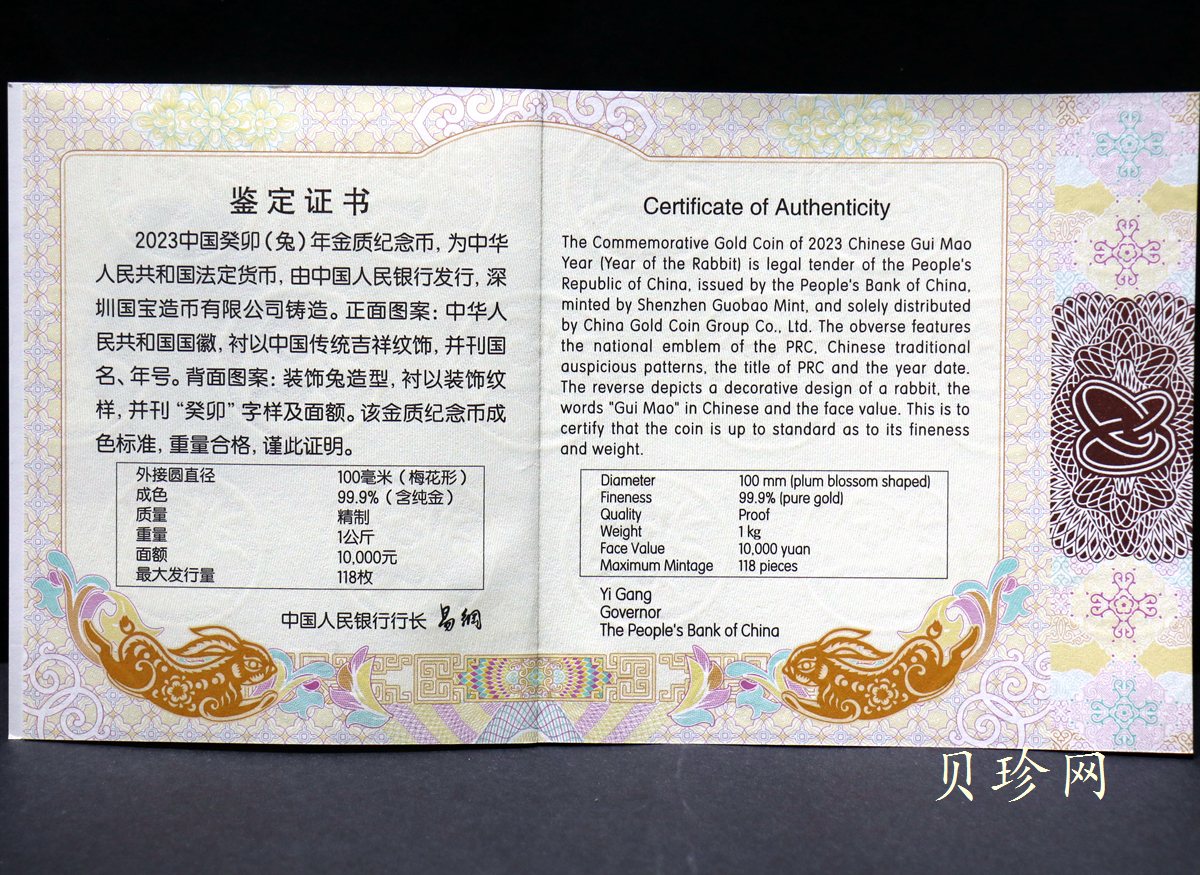 鉴定证书
2023中国癸卯（兔）年金质纪念币，为中华
人民共和国法定货币，由中国人民银行发行，深
圳国宝造币有限公司铸造。正面图案：中华人
民共和国国徽，衬以中国传统吉祥纹饰，并刊国
名、年号。背面图案：装饰兔造型，衬以装饰纹
样，并刊“癸卯”字样及面额。该金质纪念币成
色标准，重量合格，谨此证明。
外接圆直径 100毫米（梅花形）
成色 99.9%（含纯金）
质量 精制
重量 1公斤
面额 10,000元
最大发行量 118枚
中国人民银行行长 易纲
Certificate of Authenticity
The Commemorative Gold Coin of 2023 Chinese Gui Mao
Year (Year of the Rabbit) is legal tender of the People's
Republic of China, issued by the People's Bank of China,
minted by Shenzhen Guobao Mint, and solely distributed
by China Gold Coin Group Co., Ltd. The obverse features
the national emblem of the PRC, Chinese traditional
auspicious patterns, the title of PRC and the year date.
The reverse depicts a decorative design of a rabbit, the
words "Gui Mao" in Chinese and the face value. This is to
certify that the coin is up to standard as to its fineness
and weight.
Diameter 100 mm (plum blossom shaped)
Fineness 99.9% (pure gold)
Quality Proof
Weight 1 kg
Face Value 10,000 yuan
Maximum Mintage 118 pieces
Yi Gang
Governor
The People's Bank of China
贝珍网